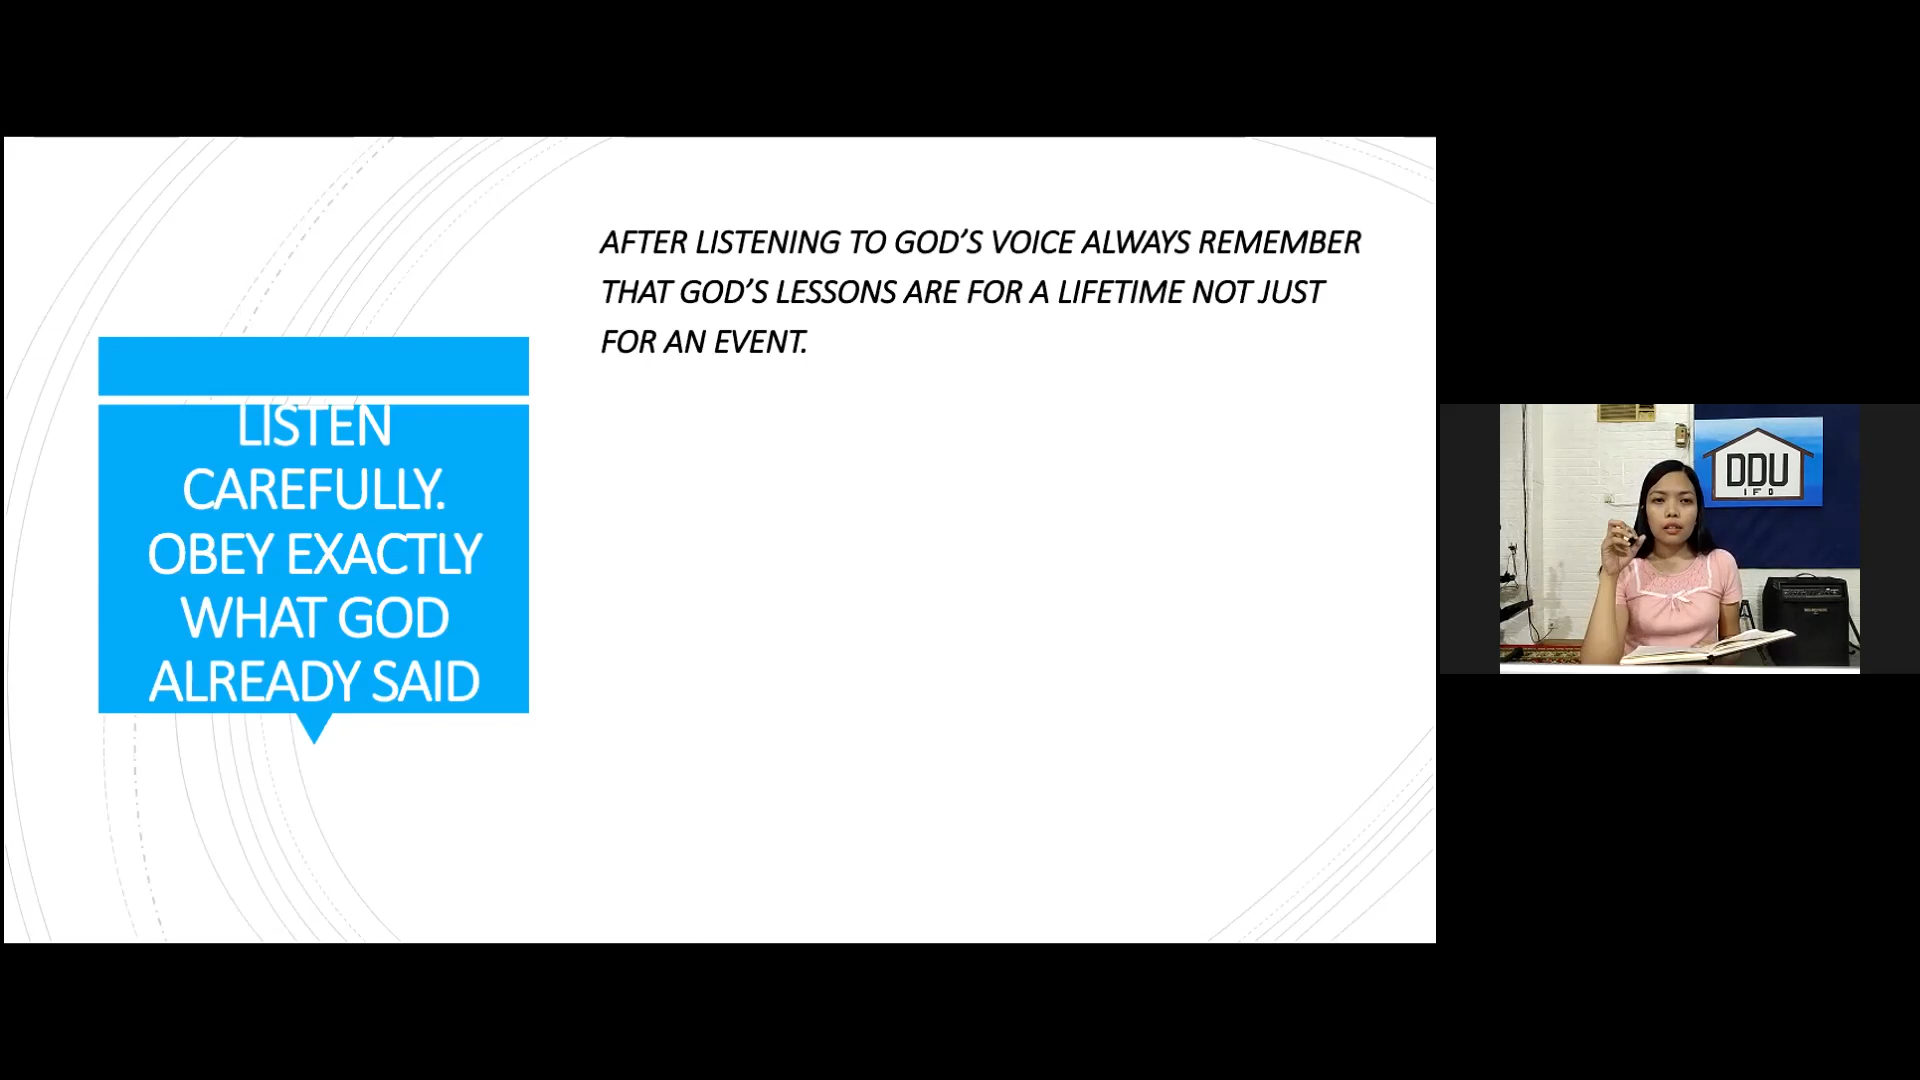 AFTER LISTENING TO GOD'S VOICE ALWAYS REMEMBER
THAT GOD'S LESSONS ARE FOR A LIFETIME NOT JUST
FOR AN EVENT.
LISTEN
CAREFULLY.
OBEY EXACTLY
WHAT GOD
ALREADY SAID
DDU
IFO